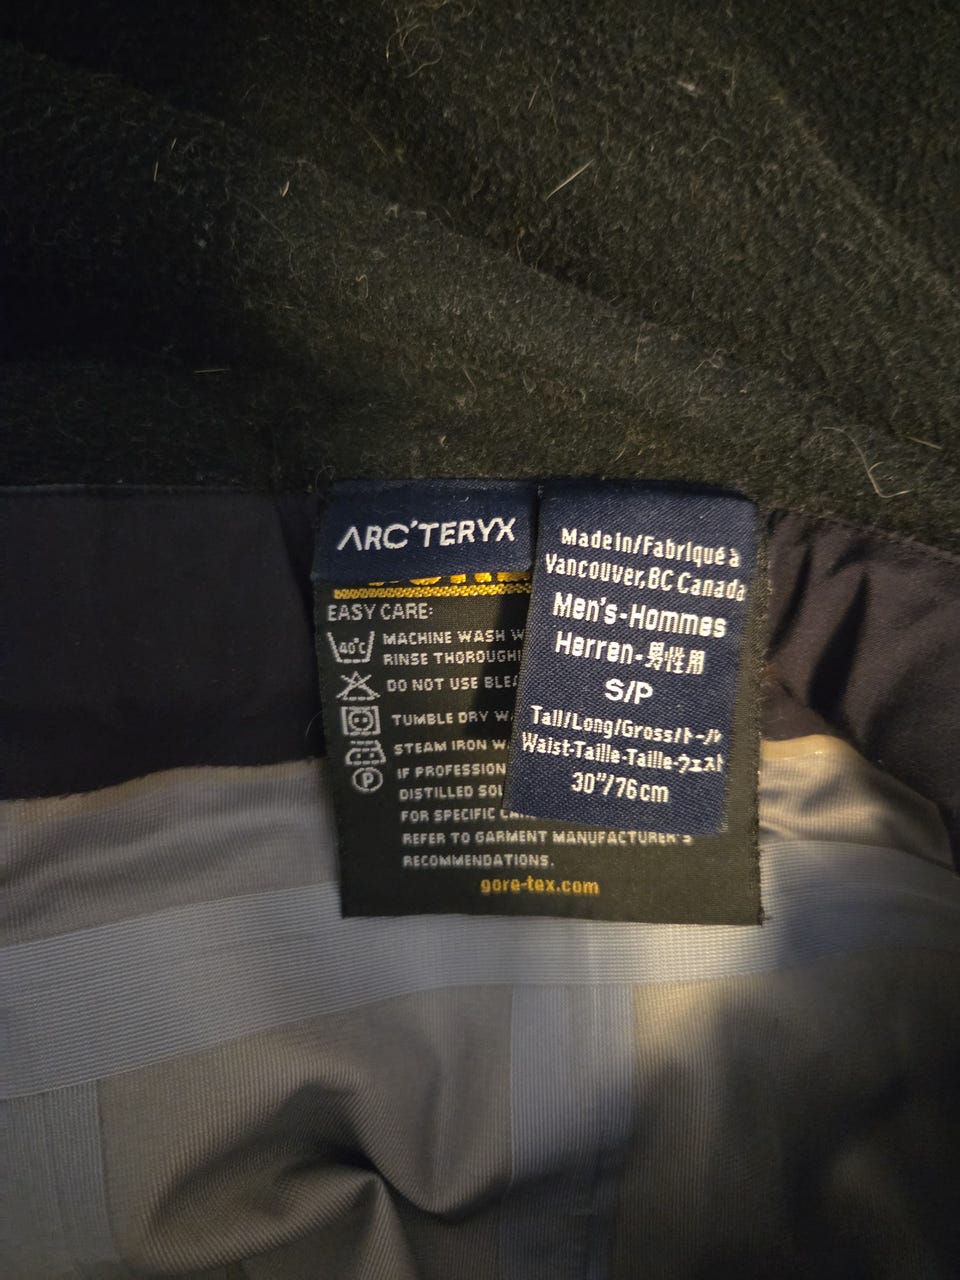 ARC'TERYX
EASY CARE:
40°C
MACHINE WASH
RINSE THOROUGH
DO NOT USE
TUMBLE DRY
STEAM IRON
P
IF PROFESSION
DISTILLED SOL
FOR SPECIFIC
REFER TO GARMENT MANUFACTURER'S
RECOMMENDATIONS.
gore-tex.com
Made in/Fabriqué à
Vancouver, BC Canada
Men's-Hommes
Herren-男性用
S/P
Tall/Long/Gross/トール
Waist-Taille-Taille-ウェスト
30"/76cm